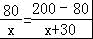 80/x = (200 − 80)/(x+30)